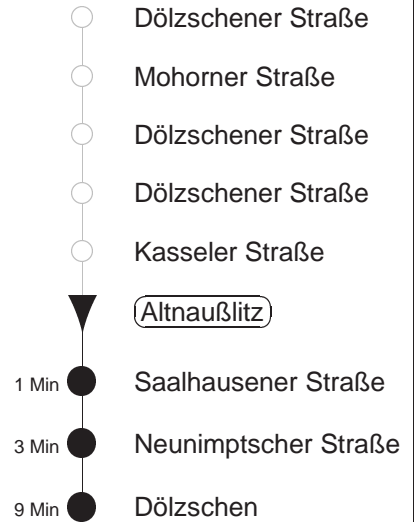 Dölzschener Straße
Mohorner Straße
Dölzschener Straße
Dölzschener Straße
Kasseler Straße
Altnaußlitz
1 Min Saalhausener Straße
3 Min Neunimptscher Straße
9 Min Dölzschen